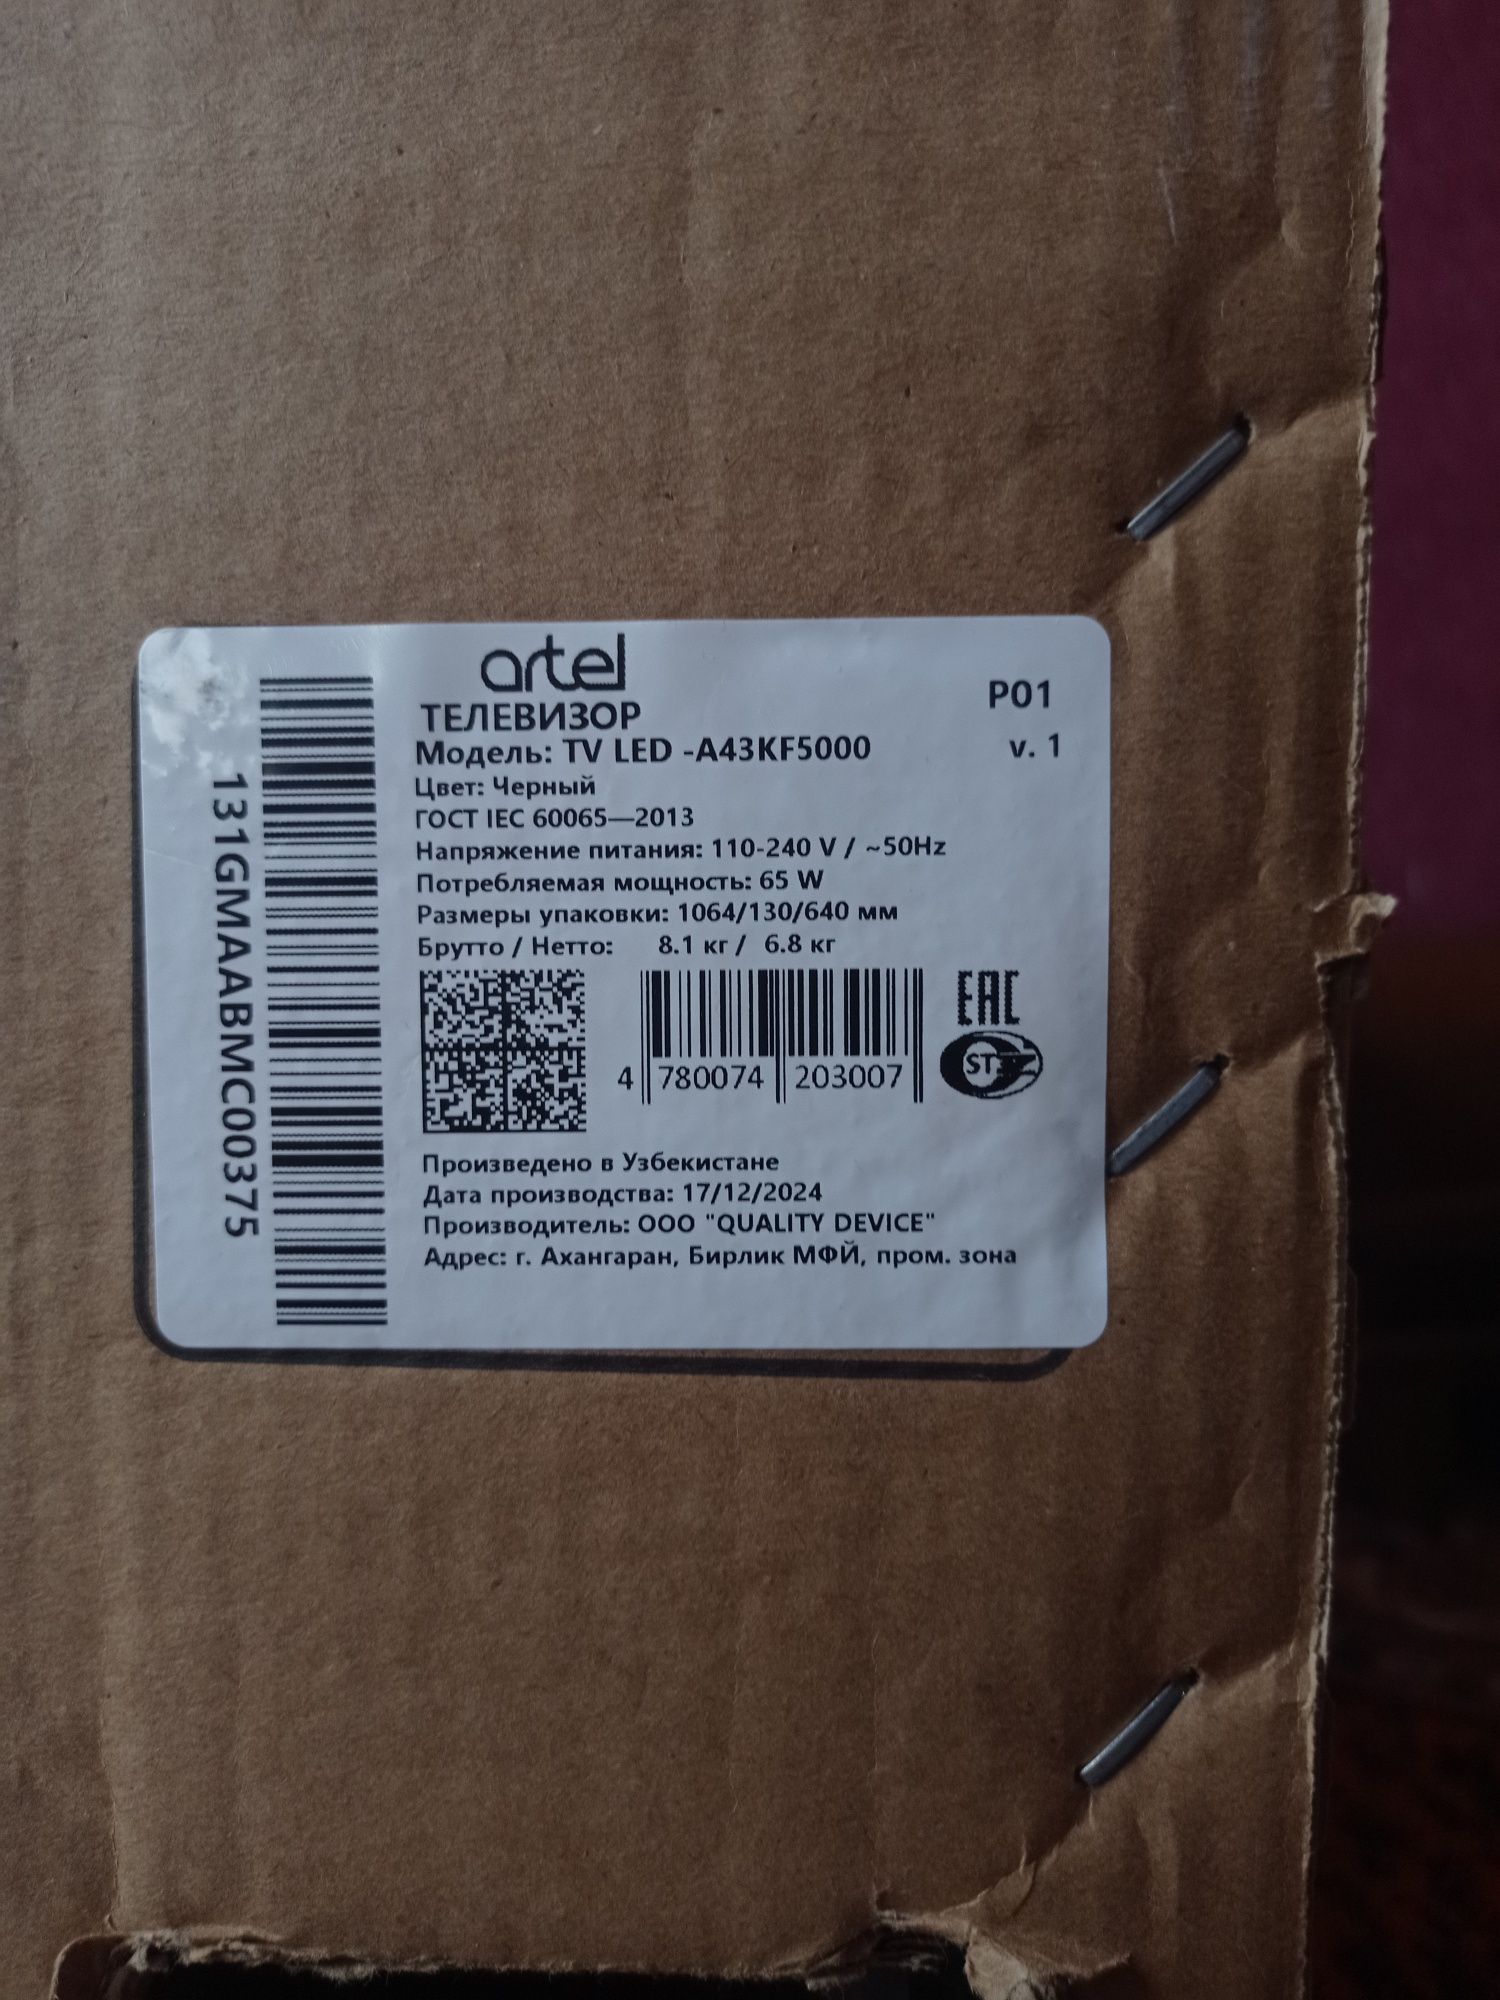 artel
ТЕЛЕВИЗОР
P01
Модель: TV LED -A43KF5000
v. 1
Цвет: Черный
ГОСТ IEC 60065—2013
Напряжение питания: 110-240 V / ~50Hz
Потребляемая мощность: 65 W
Размеры упаковки: 1064/130/640 мм
Брутто / Нетто: 8.1 кг / 6.8 кг
131GMAABMC00375
EAC
ST
4 780074 203007
Произведено в Узбекистане
Дата производства: 17/12/2024
Производитель: ООО "QUALITY DEVICE"
Адрес: г. Ахангаран, Бирлик МФЙ, пром. зона